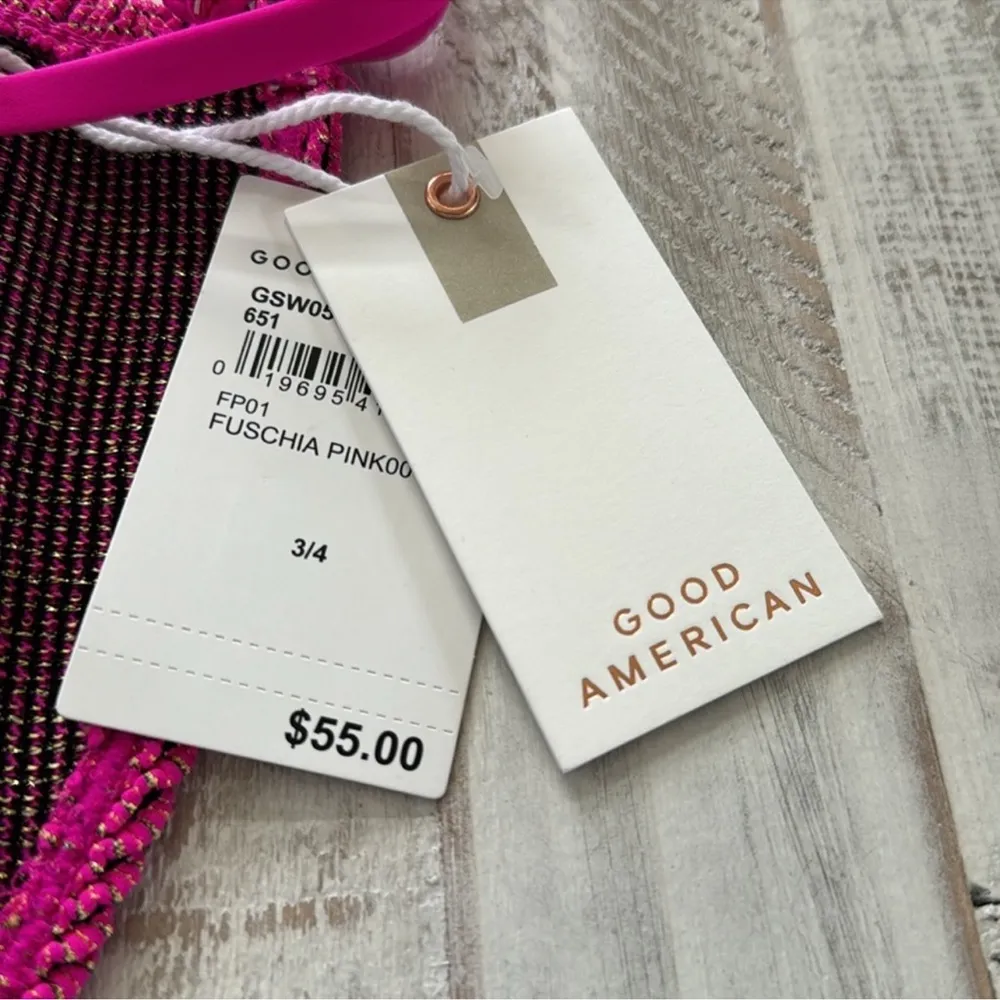 GOO
GSW05
651
0 19695 4
FP01
FUSCHIA PINK00
3/4
$55.00
GOOD
AMERICAN